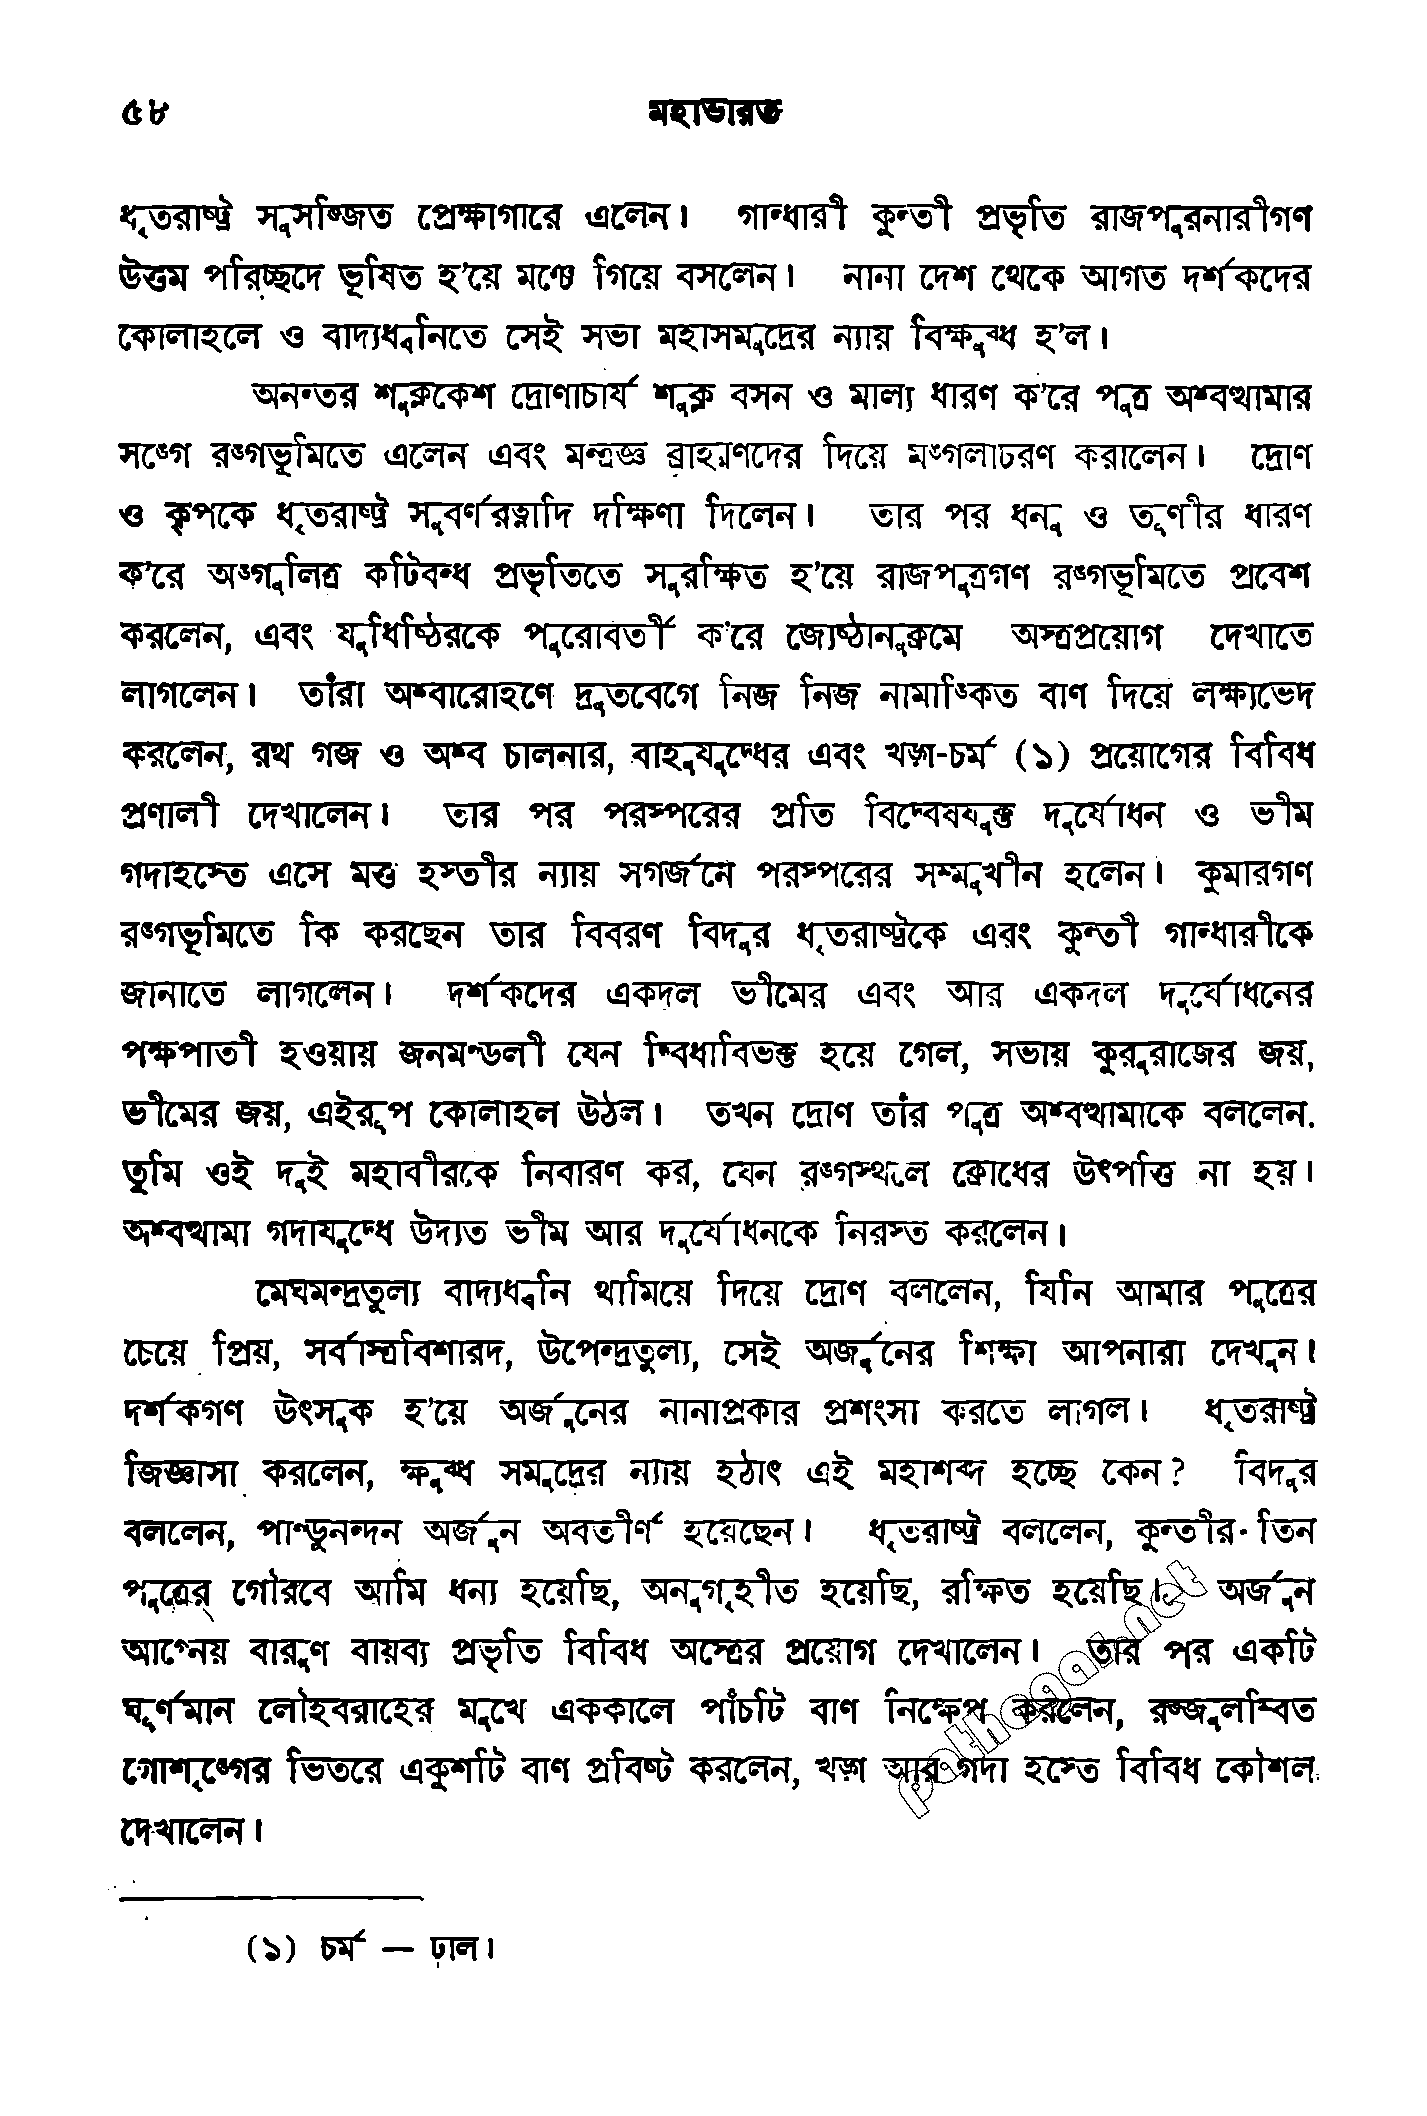 ৫৮
মহাভারত
ধৃতরাষ্ট্র সুসজ্জিত প্রেক্ষাগারে এলেন। গান্ধারী কুন্তী প্রভৃতি রাজপুরনারীগণ
উত্তম পরিচ্ছদে ভূষিত হ'য়ে মঞ্চে গিয়ে বসলেন। নানা দেশ থেকে আগত দর্শকদের
কোলাহলে ও বাদ্যধ্বনিতে সেই সভা মহাসমুদ্রের ন্যায় বিক্ষুব্ধ হ'ল।
অনন্তর শুক্লকেশ দ্রোণাচার্য শুক্ল বসন ও মাল্য ধারণ ক'রে পুত্র অশ্বত্থামার
সঙ্গে রঙ্গভূমিতে এলেন এবং মন্ত্রজ্ঞ ব্রাহ্মণদের দিয়ে মঙ্গলাচরণ করালেন। দ্রোণ
ও কৃপকে ধৃতরাষ্ট্র সুবর্ণরত্নাদি দক্ষিণা দিলেন। তার পর ধনু ও তূণীর ধারণ
ক'রে অঙ্গুলিত্র কটিবন্ধ প্রভৃতিতে সুরক্ষিত হ'য়ে রাজপুত্রগণ রঙ্গভূমিতে প্রবেশ
করলেন, এবং যুধিষ্ঠিরকে পুরোবর্তী ক'রে জ্যেষ্ঠানুক্রমে অস্ত্রপ্রয়োগ দেখাতে
লাগলেন। তাঁরা অশ্বারোহণে দ্রুতবেগে নিজ নিজ নামাঙ্কিত বাণ দিয়ে লক্ষ্যভেদ
করলেন, রথ গজ ও অশ্ব চালনার, বাহুযুদ্ধের এবং খড়্গ-চর্ম (১) প্রয়োগের বিবিধ
প্রণালী দেখালেন। তার পর পরস্পরের প্রতি বিদ্বেষযুক্ত দুর্যোধন ও ভীম
গদাহস্তে এসে মত্ত হস্তীর ন্যায় সগর্জনে পরস্পরের সম্মুখীন হলেন। কুমারগণ
রঙ্গভূমিতে কি করছেন তার বিবরণ বিদুর ধৃতরাষ্ট্রকে এবং কুন্তী গান্ধারীকে
জানাতে লাগলেন। দর্শকদের একদল ভীমের এবং আর একদল দুর্যোধনের
পক্ষপাতী হওয়ায় জনমণ্ডলী যেন দ্বিধাবিভক্ত হয়ে গেল, সভায় কুরুরাজের জয়,
ভীমের জয়, এইরূপ কোলাহল উঠল। তখন দ্রোণ তাঁর পুত্র অশ্বত্থামাকে বললেন.
তুমি ওই দুই মহাবীরকে নিবারণ কর, যেন রঙ্গস্থলে ক্রোধের উৎপত্তি না হয়।
অশ্বত্থামা গদাযুদ্ধে উদ্যত ভীম আর দুর্যোধনকে নিরস্ত করলেন।
মেঘমন্দ্রতুল্য বাদ্যধ্বনি থামিয়ে দিয়ে দ্রোণ বললেন, যিনি আমার পুত্রের
চেয়ে প্রিয়, সর্বাস্ত্রবিশারদ, উপেন্দ্রতুল্য, সেই অর্জুনের শিক্ষা আপনারা দেখুন।
দর্শকগণ উৎসুক হ'য়ে অর্জুনের নানাপ্রকার প্রশংসা করতে লাগল। ধৃতরাষ্ট্র
জিজ্ঞাসা করলেন, ক্ষুব্ধ সমুদ্রের ন্যায় হঠাৎ এই মহাশব্দ হচ্ছে কেন? বিদুর
বললেন, পাণ্ডুনন্দন অর্জুন অবতীর্ণ হয়েছেন। ধৃতরাষ্ট্র বললেন, কুন্তীর তিন
পুত্রের গৌরবে আমি ধন্য হয়েছি, অনুগৃহীত হয়েছি, রক্ষিত হয়েছি। অর্জুন
আগ্নেয় বারুণ বায়ব্য প্রভৃতি বিবিধ অস্ত্রের প্রয়োগ দেখালেন। তার পর একটি
ঘূর্ণমান লৌহবরাহের মুখে এককালে পাঁচটি বাণ নিক্ষেপ করলেন, রজ্জুলম্বিত
গোশৃঙ্গের ভিতরে একুশটি বাণ প্রবিষ্ট করলেন, খড়্গ আর গদা হস্তে বিবিধ কৌশল
দেখালেন।
(১) চর্ম — ঢাল।
pathagar.net